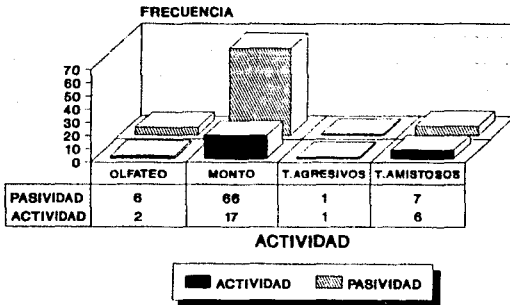 FRECUENCIA
70
60
50
40
30
20
10
0
OLFATEO MONTO T.AGRESIVOS T.AMISTOSOS
PASIVIDAD 6 66 1 7
ACTIVIDAD 2 17 1 6
ACTIVIDAD
ACTIVIDAD PASIVIDAD